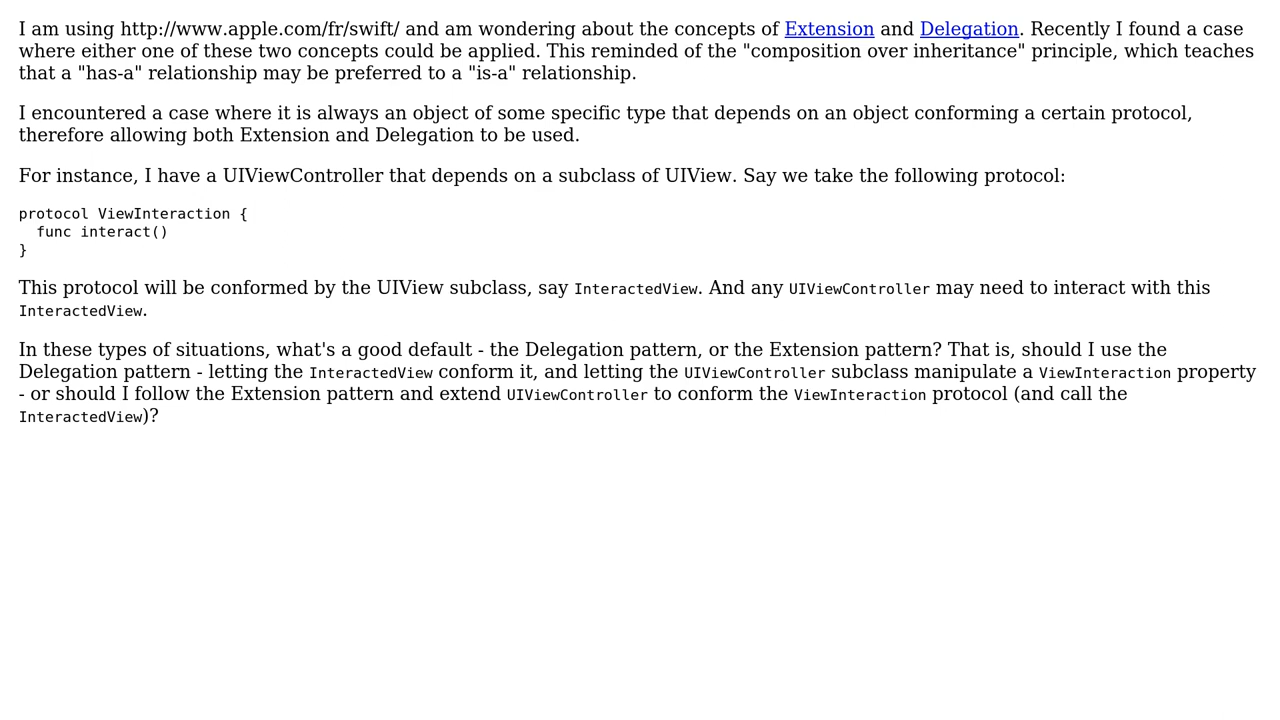 I am using http://www.apple.com/fr/swift/ and am wondering about the concepts of Extension and Delegation. Recently I found a case
where either one of these two concepts could be applied. This reminded of the "composition over inheritance" principle, which teaches
that a "has-a" relationship may be preferred to a "is-a" relationship.
I encountered a case where it is always an object of some specific type that depends on an object conforming a certain protocol,
therefore allowing both Extension and Delegation to be used.
For instance, I have a UIViewController that depends on a subclass of UIView. Say we take the following protocol:
protocol ViewInteraction {
  func interact()
}
This protocol will be conformed by the UIView subclass, say InteractedView. And any UIViewController may need to interact with this
InteractedView.
In these types of situations, what's a good default - the Delegation pattern, or the Extension pattern? That is, should I use the
Delegation pattern - letting the InteractedView conform it, and letting the UIViewController subclass manipulate a ViewInteraction property
- or should I follow the Extension pattern and extend UIViewController to conform the ViewInteraction protocol (and call the
InteractedView)?